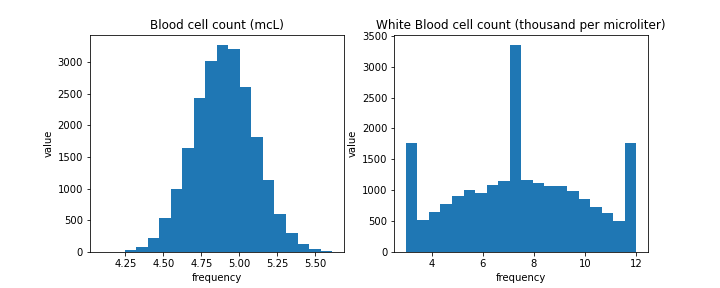 Blood cell count (mcL)
value
3000
2500
2000
1500
1000
500
0
4.25 4.50 4.75 5.00 5.25 5.50
frequency
White Blood cell count (thousand per microliter)
value
3500
3000
2500
2000
1500
1000
500
0
4 6 8 10 12
frequency